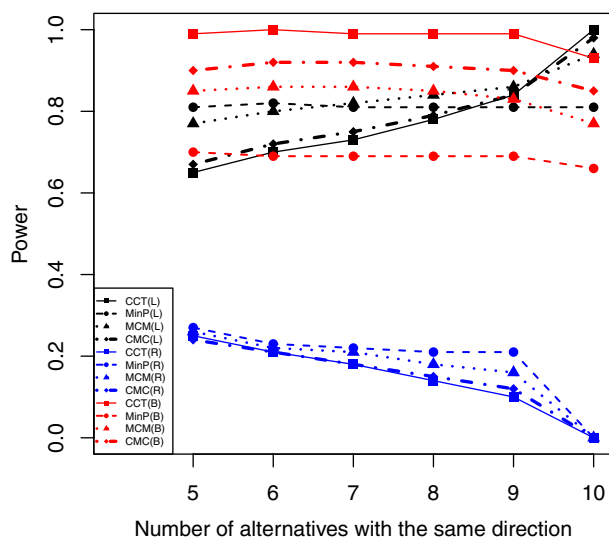 1.0
0.8
0.6
0.4
0.2
0.0
Power
CCT(L)
MinP(L)
MCM(L)
CMC(L)
CCT(R)
MinP(R)
MCM(R)
CMC(R)
CCT(B)
MinP(B)
MCM(B)
CMC(B)
5 6 7 8 9 10
Number of alternatives with the same direction